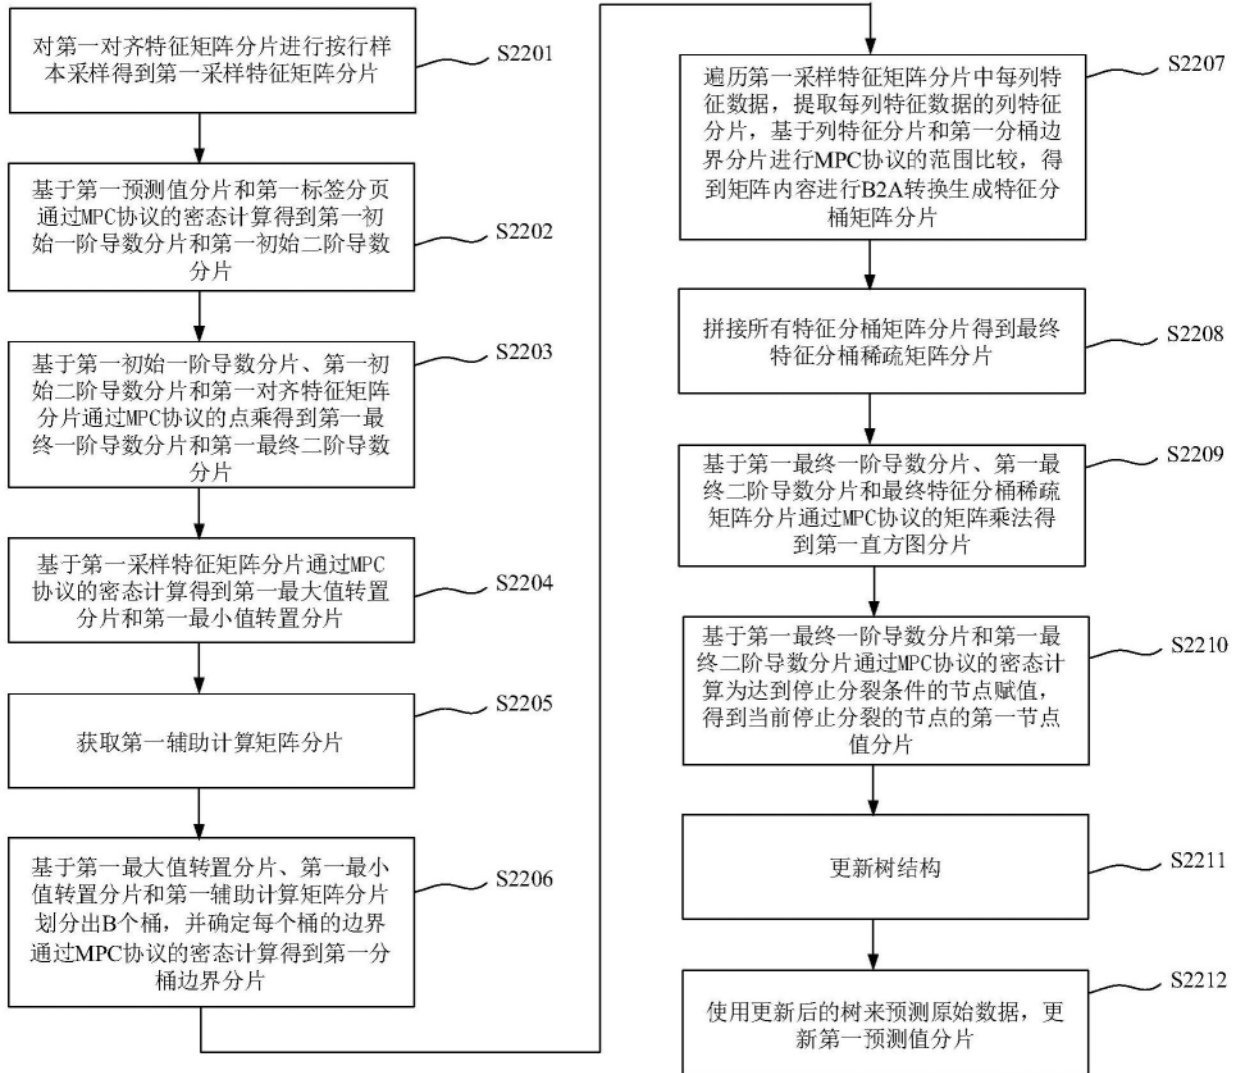 对第一对齐特征矩阵分片进行按行样
本采样得到第一采样特征矩阵分片
S2201
基于第一预测值分片和第一标签分页
通过MPC协议的密态计算得到第一初
始一阶导数分片和第一初始二阶导数
分片
S2202
基于第一初始一阶导数分片、第一初
始二阶导数分片和第一对齐特征矩阵
分片通过MPC协议的点乘得到第一最
终一阶导数分片和第一最终二阶导数
分片
S2203
基于第一采样特征矩阵分片通过MPC
协议的密态计算得到第一最大值转置
分片和第一最小值转置分片
S2204
获取第一辅助计算矩阵分片
S2205
基于第一最大值转置分片、第一最小
值转置分片和第一辅助计算矩阵分片
划分出B个桶，并确定每个桶的边界
通过MPC协议的密态计算得到第一分
桶边界分片
S2206
遍历第一采样特征矩阵分片中每列特
征数据，提取每列特征数据的列特征
分片，基于列特征分片和第一分桶边
界分片进行MPC协议的范围比较，得
到矩阵内容进行B2A转换生成特征分
桶矩阵分片
S2207
拼接所有特征分桶矩阵分片得到最终
特征分桶稀疏矩阵分片
S2208
基于第一最终一阶导数分片、第一最
终二阶导数分片和最终特征分桶稀疏
矩阵分片通过MPC协议的矩阵乘法得
到第一直方图分片
S2209
基于第一最终一阶导数分片和第一最
终二阶导数分片通过MPC协议的密态计
算为达到停止分裂条件的节点赋值，
得到当前停止分裂的节点的第一节点
值分片
S2210
更新树结构
S2211
使用更新后的树来预测原始数据，更
新第一预测值分片
S2212